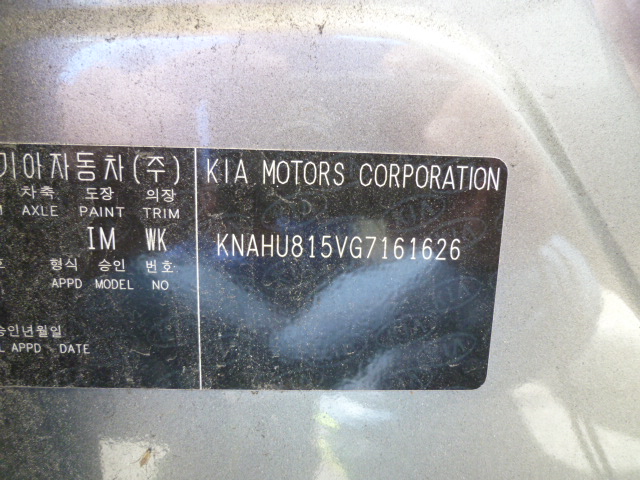 기아자동차(주)
차축 도장 의장
AXLE PAINT TRIM
IM WK
형식 승인 번호
APPD MODEL NO
승인년월일
APPD DATE
KIA MOTORS CORPORATION
KNAHU815VG7161626